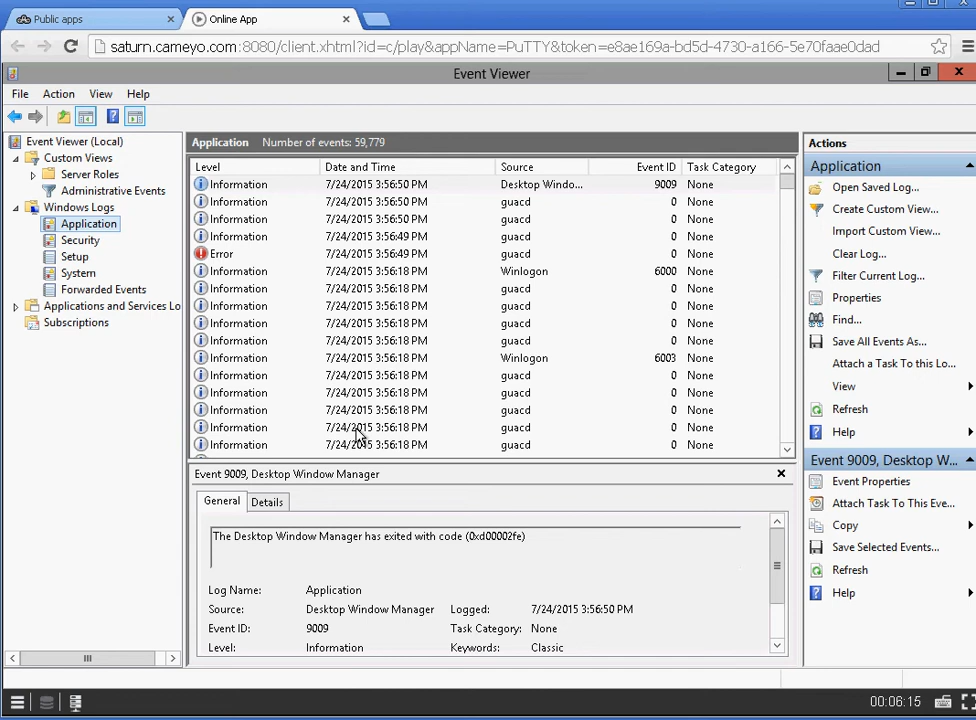 Public apps
Online App
saturn.cameyo.com:8080/client.xhtml?id=c/play&appName=PuTTY&token=e8ae169a-bd5d-4730-a166-5e70faae0dad
Event Viewer
File Action View Help
Event Viewer (Local)
Custom Views
Server Roles
Administrative Events
Windows Logs
Application
Security
Setup
System
Forwarded Events
Applications and Services Lo
Subscriptions
Application Number of events: 59,779
Level Date and Time Source Event ID Task Category
Information 7/24/2015 3:56:50 PM Desktop Windo... 9009 None
Information 7/24/2015 3:56:50 PM guacd 0 None
Information 7/24/2015 3:56:50 PM guacd 0 None
Information 7/24/2015 3:56:49 PM guacd 0 None
Error 7/24/2015 3:56:49 PM guacd 0 None
Information 7/24/2015 3:56:18 PM Winlogon 6000 None
Information 7/24/2015 3:56:18 PM guacd 0 None
Information 7/24/2015 3:56:18 PM guacd 0 None
Information 7/24/2015 3:56:18 PM guacd 0 None
Information 7/24/2015 3:56:18 PM guacd 0 None
Information 7/24/2015 3:56:18 PM Winlogon 6003 None
Information 7/24/2015 3:56:18 PM guacd 0 None
Information 7/24/2015 3:56:18 PM guacd 0 None
Information 7/24/2015 3:56:18 PM guacd 0 None
Information 7/24/2015 3:56:18 PM guacd 0 None
Information 7/24/2015 3:56:18 PM guacd 0 None
Event 9009, Desktop Window Manager
General Details
The Desktop Window Manager has exited with code (0xd00002fe)
Log Name: Application
Source: Desktop Window Manager Logged: 7/24/2015 3:56:50 PM
Event ID: 9009 Task Category: None
Level: Information Keywords: Classic
Actions
Application
Open Saved Log...
Create Custom View...
Import Custom View...
Clear Log...
Filter Current Log...
Properties
Find...
Save All Events As...
Attach a Task To this Lo...
View
Refresh
Help
Event 9009, Desktop W...
Event Properties
Attach Task To This Eve...
Copy
Save Selected Events...
Refresh
Help
00:06:15